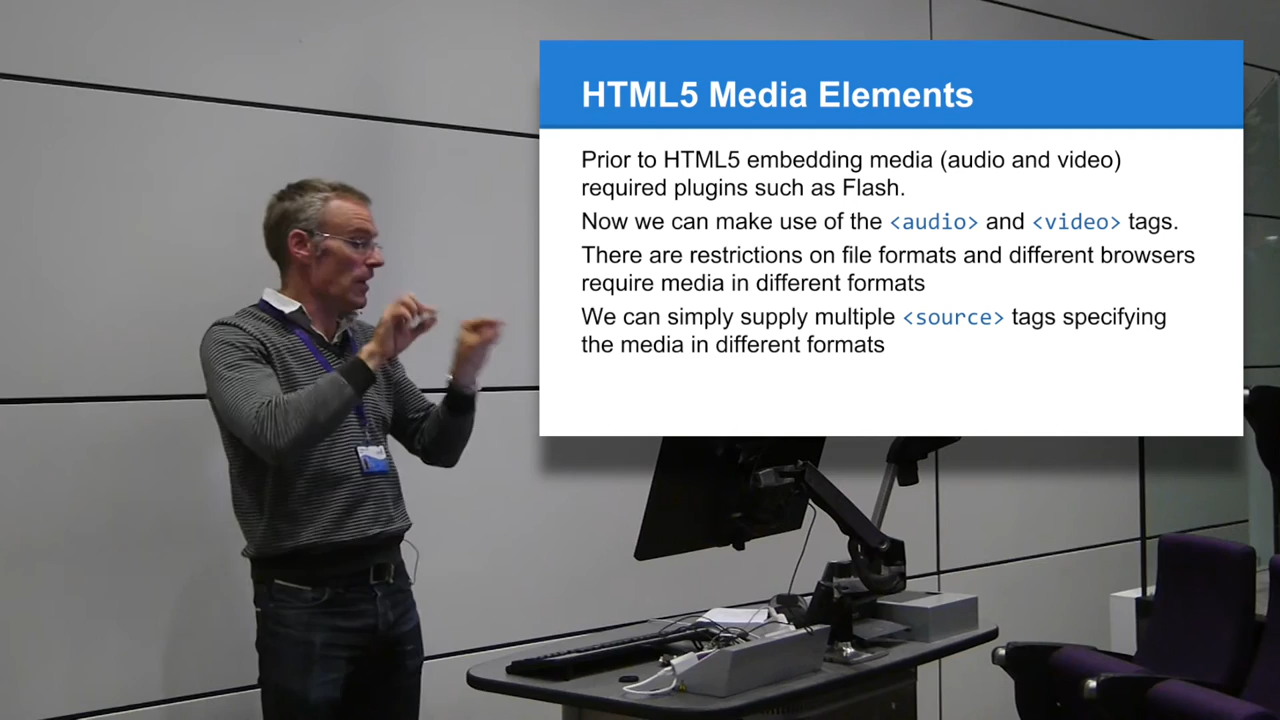 HTML5 Media Elements
Prior to HTML5 embedding media (audio and video)
required plugins such as Flash.
Now we can make use of the <audio> and <video> tags.
There are restrictions on file formats and different browsers
require media in different formats
We can simply supply multiple <source> tags specifying
the media in different formats